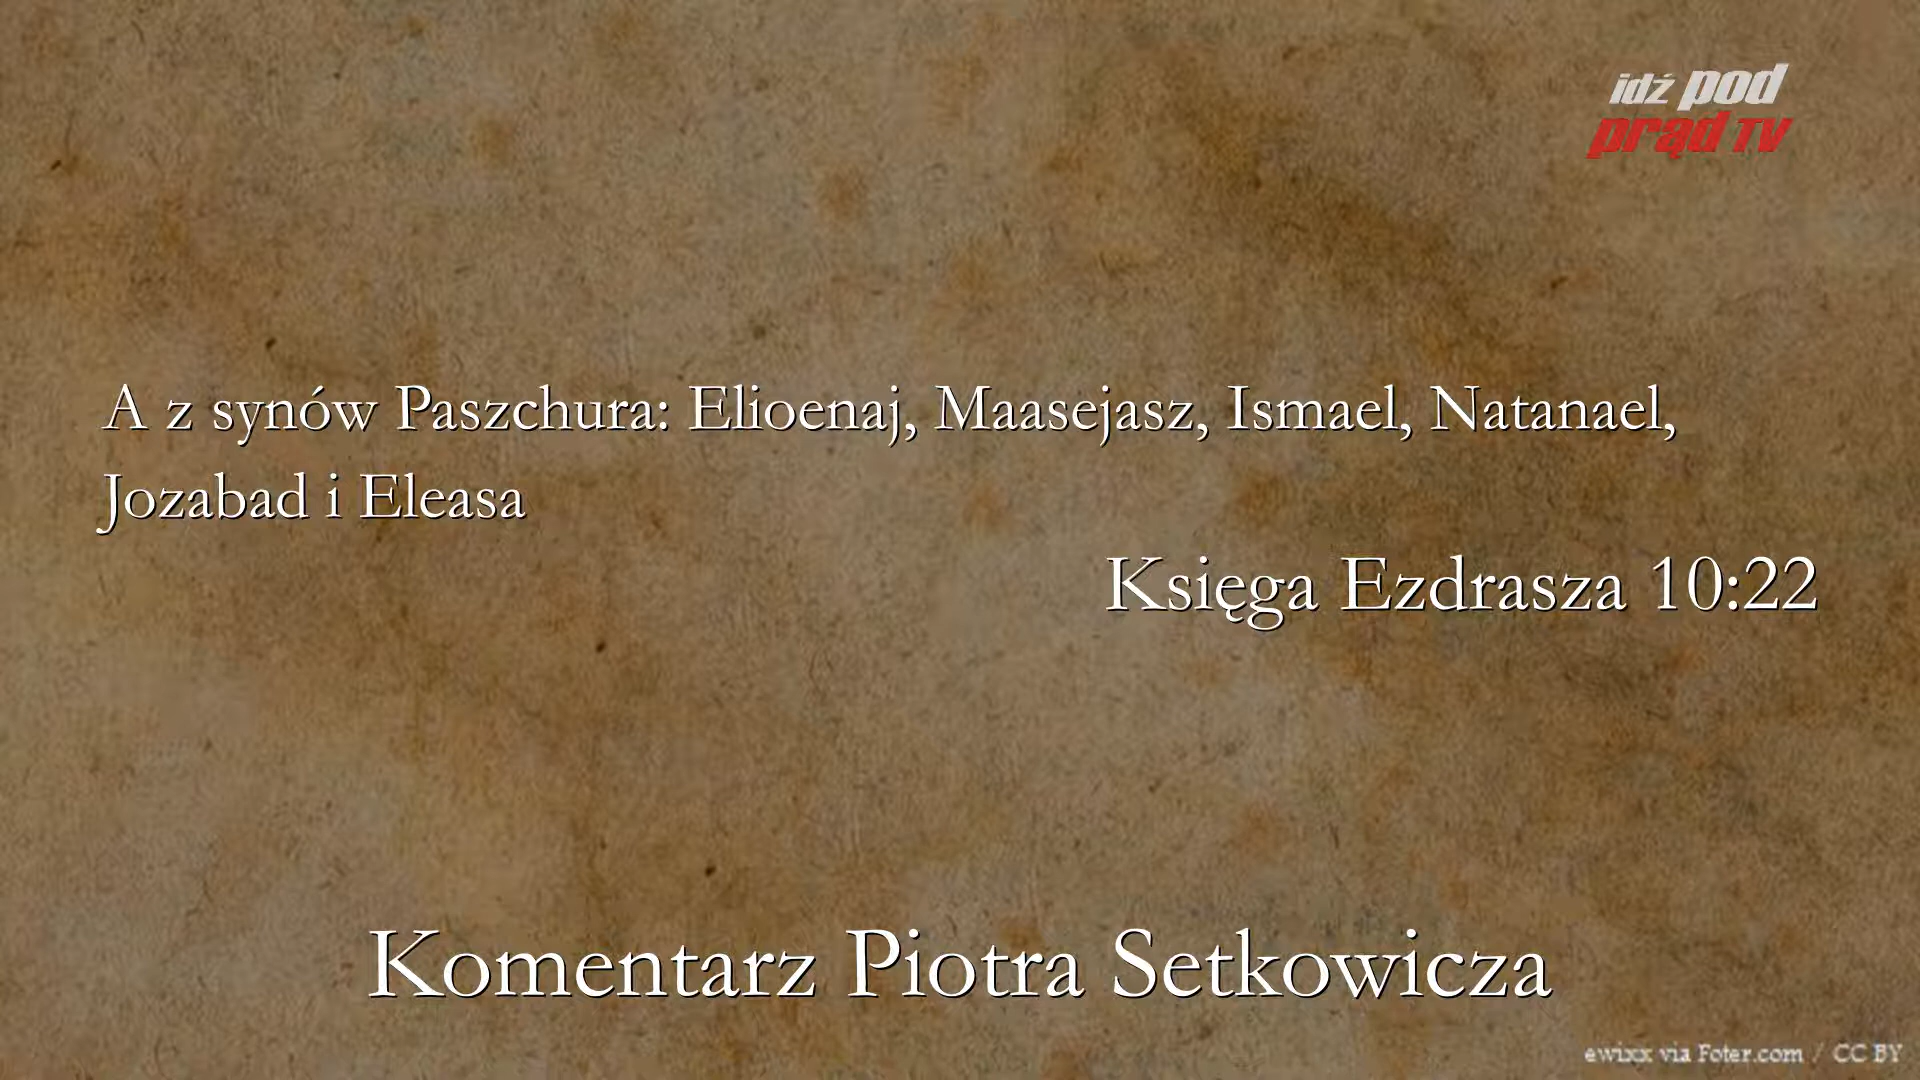 idź pod
prąd TV
A z synów Paszchura: Elioenaj, Maasejasz, Ismael, Natanael,
Jozabad i Eleasa
Księga Ezdrasza 10:22
Komentarz Piotra Setkowicza
ewixx via Foter.com / CC BY